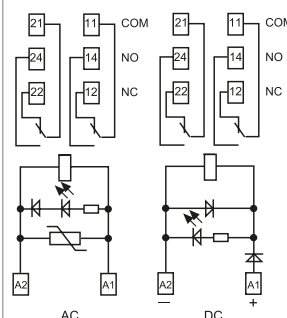 21 11 COM 21 11 COM
24 14 NO 24 14 NO
22 12 NC 22 12 NC
A2 A1 A2 A1
— +
AC DC